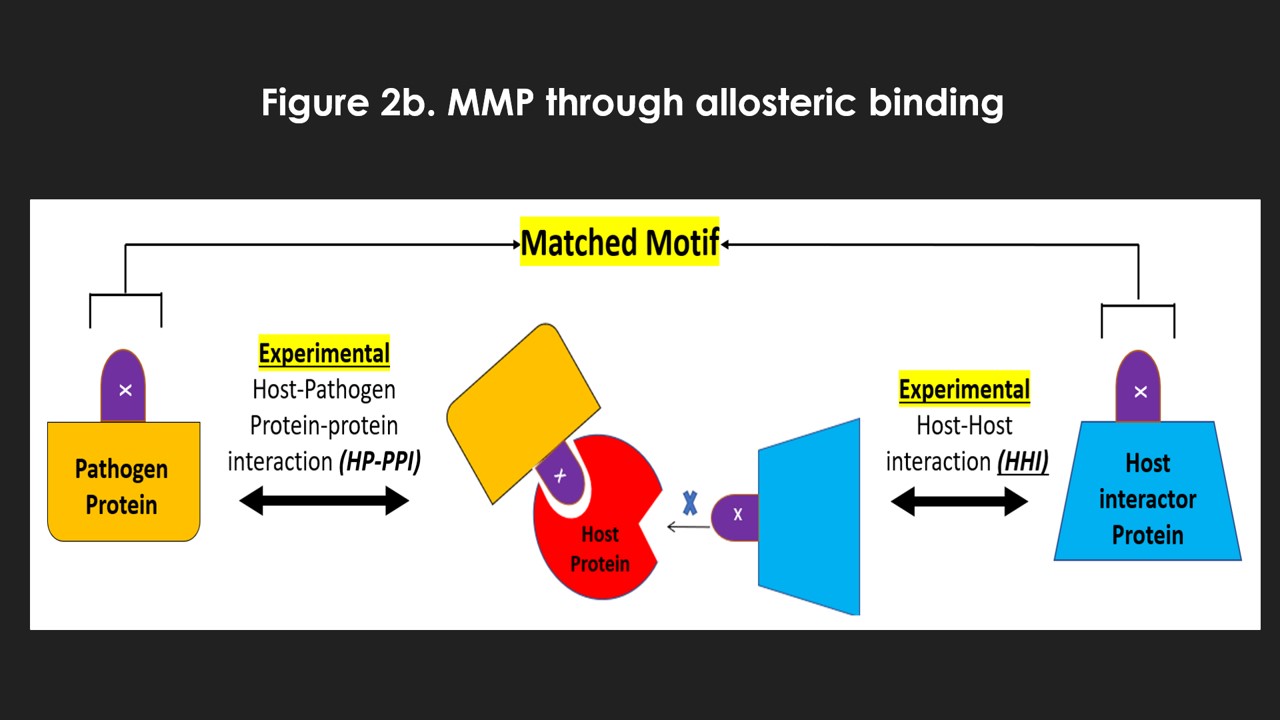 Figure 2b. MMP through allosteric binding
Matched Motif
x
Pathogen
Protein
Experimental
Host-Pathogen
Protein-protein
interaction (HP-PPI)
x
Host
Protein
X
x
Experimental
Host-Host
interaction (HHI)
x
Host
interactor
Protein